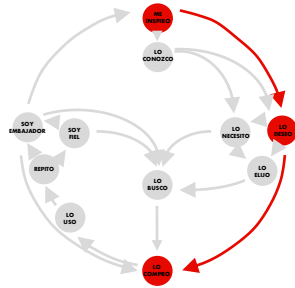 ME
INSPIRO
LO
CONOZCO
SOY
EMBAJADOR
SOY
FIEL
LO
NECESITO
LO
DESEO
REPITO
LO
ELIJO
LO
BUSCO
LO
USO
LO
COMPRO